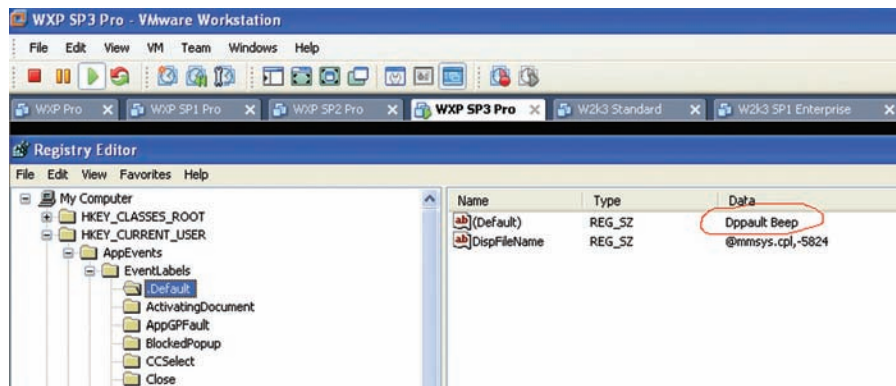 WXP SP3 Pro - VMware Workstation
File Edit View VM Team Windows Help
WXP Pro WXP SP1 Pro WXP SP2 Pro WXP SP3 Pro W2k3 Standard W2k3 SP1 Enterprise
Registry Editor
File Edit View Favorites Help
My Computer
HKEY_CLASSES_ROOT
HKEY_CURRENT_USER
AppEvents
EventLabels
.Default
ActivatingDocument
AppGPFault
BlockedPopup
CCSelect
Close
Name Type Data
ab (Default) REG_SZ Dppault Beep
ab DispFileName REG_SZ @mmsys.cpl,-5824